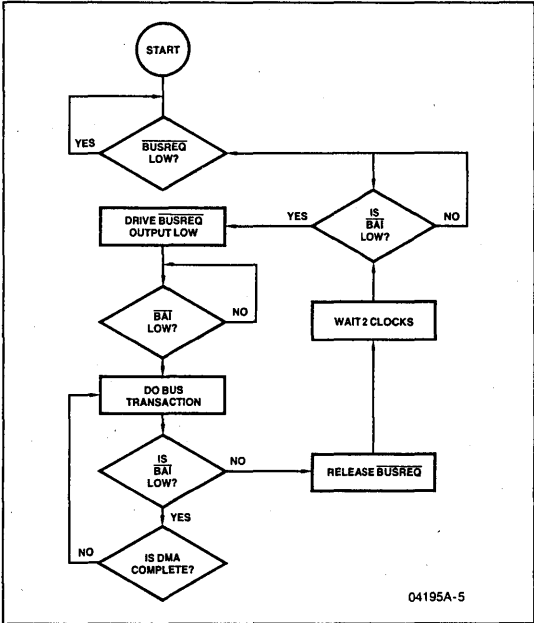 START
YES
BUSREQ
LOW?
DRIVE BUSREQ
OUTPUT LOW
YES
IS
BAI
LOW?
NO
BAI
LOW?
NO
WAIT 2 CLOCKS
DO BUS
TRANSACTION
IS
BAI
LOW?
NO
RELEASE BUSREQ
YES
NO
IS DMA
COMPLETE?
04195A-5